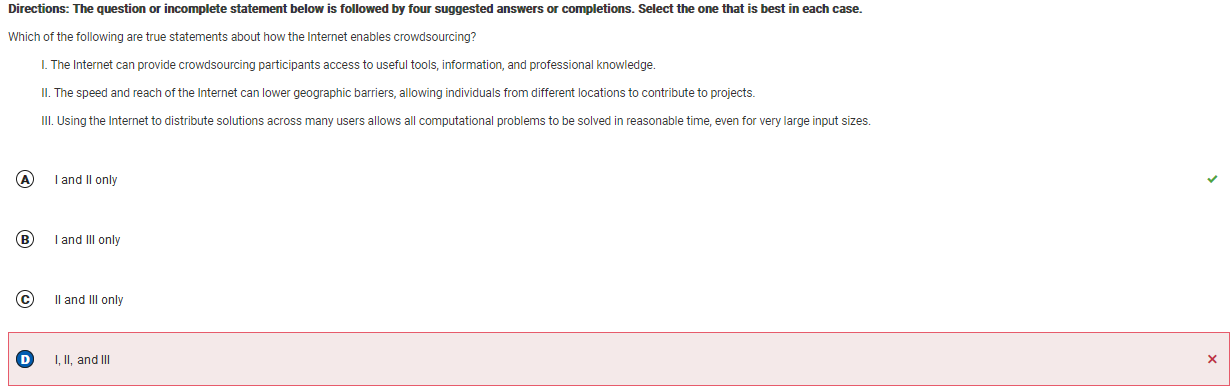 Directions: The question or incomplete statement below is followed by four suggested answers or completions. Select the one that is best in each case.
Which of the following are true statements about how the Internet enables crowdsourcing?
I. The Internet can provide crowdsourcing participants access to useful tools, information, and professional knowledge.
II. The speed and reach of the Internet can lower geographic barriers, allowing individuals from different locations to contribute to projects.
III. Using the Internet to distribute solutions across many users allows all computational problems to be solved in reasonable time, even for very large input sizes.
A I and II only
B I and III only
C II and III only
D I, II, and III